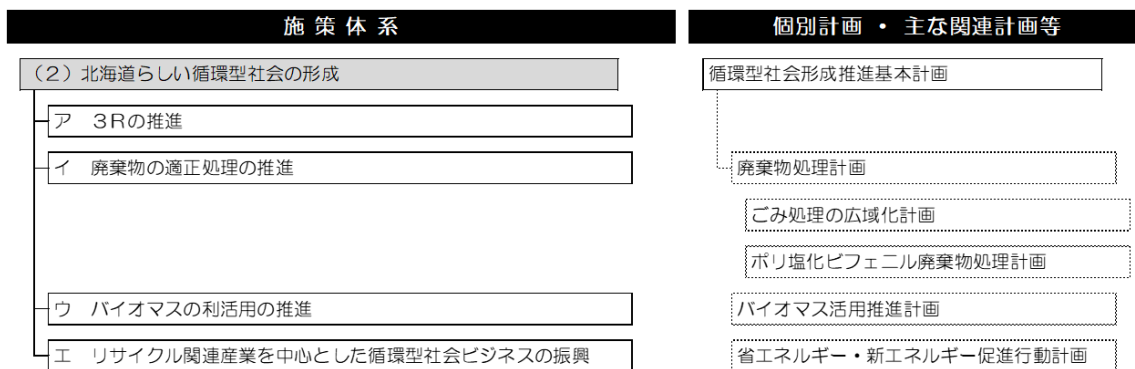 施策体系
個別計画 ・ 主な関連計画等
（２）北海道らしい循環型社会の形成
循環型社会形成推進基本計画
ア　３Ｒの推進
イ　廃棄物の適正処理の推進
廃棄物処理計画
ごみ処理の広域化計画
ポリ塩化ビフェニル廃棄物処理計画
ウ　バイオマスの利活用の推進
バイオマス活用推進計画
エ　リサイクル関連産業を中心とした循環型社会ビジネスの振興
省エネルギー・新エネルギー促進行動計画